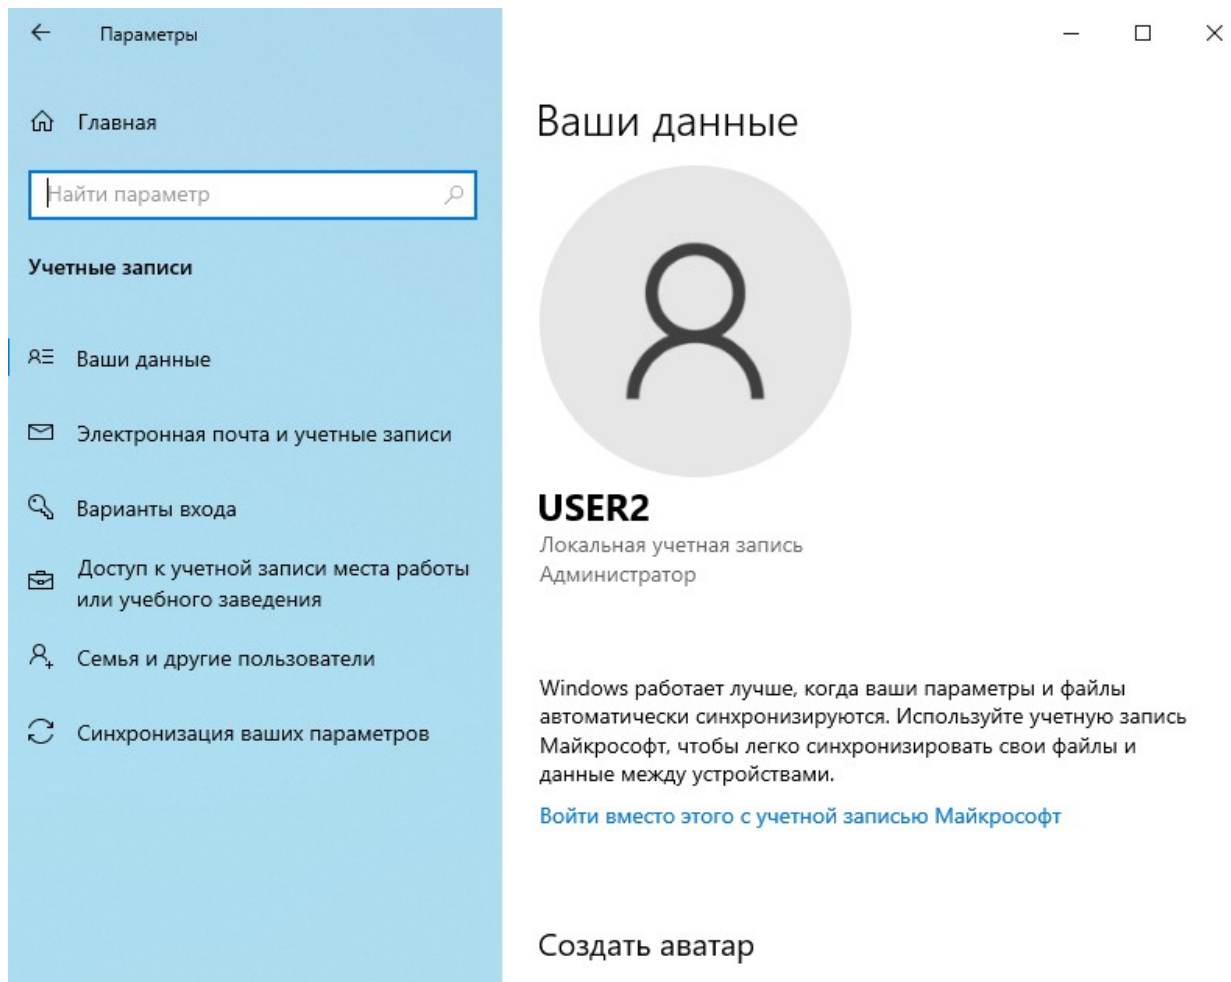 Параметры
Главная
Найти параметр
Учетные записи
Ваши данные
Электронная почта и учетные записи
Варианты входа
Доступ к учетной записи места работы
или учебного заведения
Семья и другие пользователи
Синхронизация ваших параметров
Ваши данные
USER2
Локальная учетная запись
Администратор
Windows работает лучше, когда ваши параметры и файлы
автоматически синхронизируются. Используйте учетную запись
Майкрософт, чтобы легко синхронизировать свои файлы и
данные между устройствами.
Войти вместо этого с учетной записью Майкрософт
Создать аватар